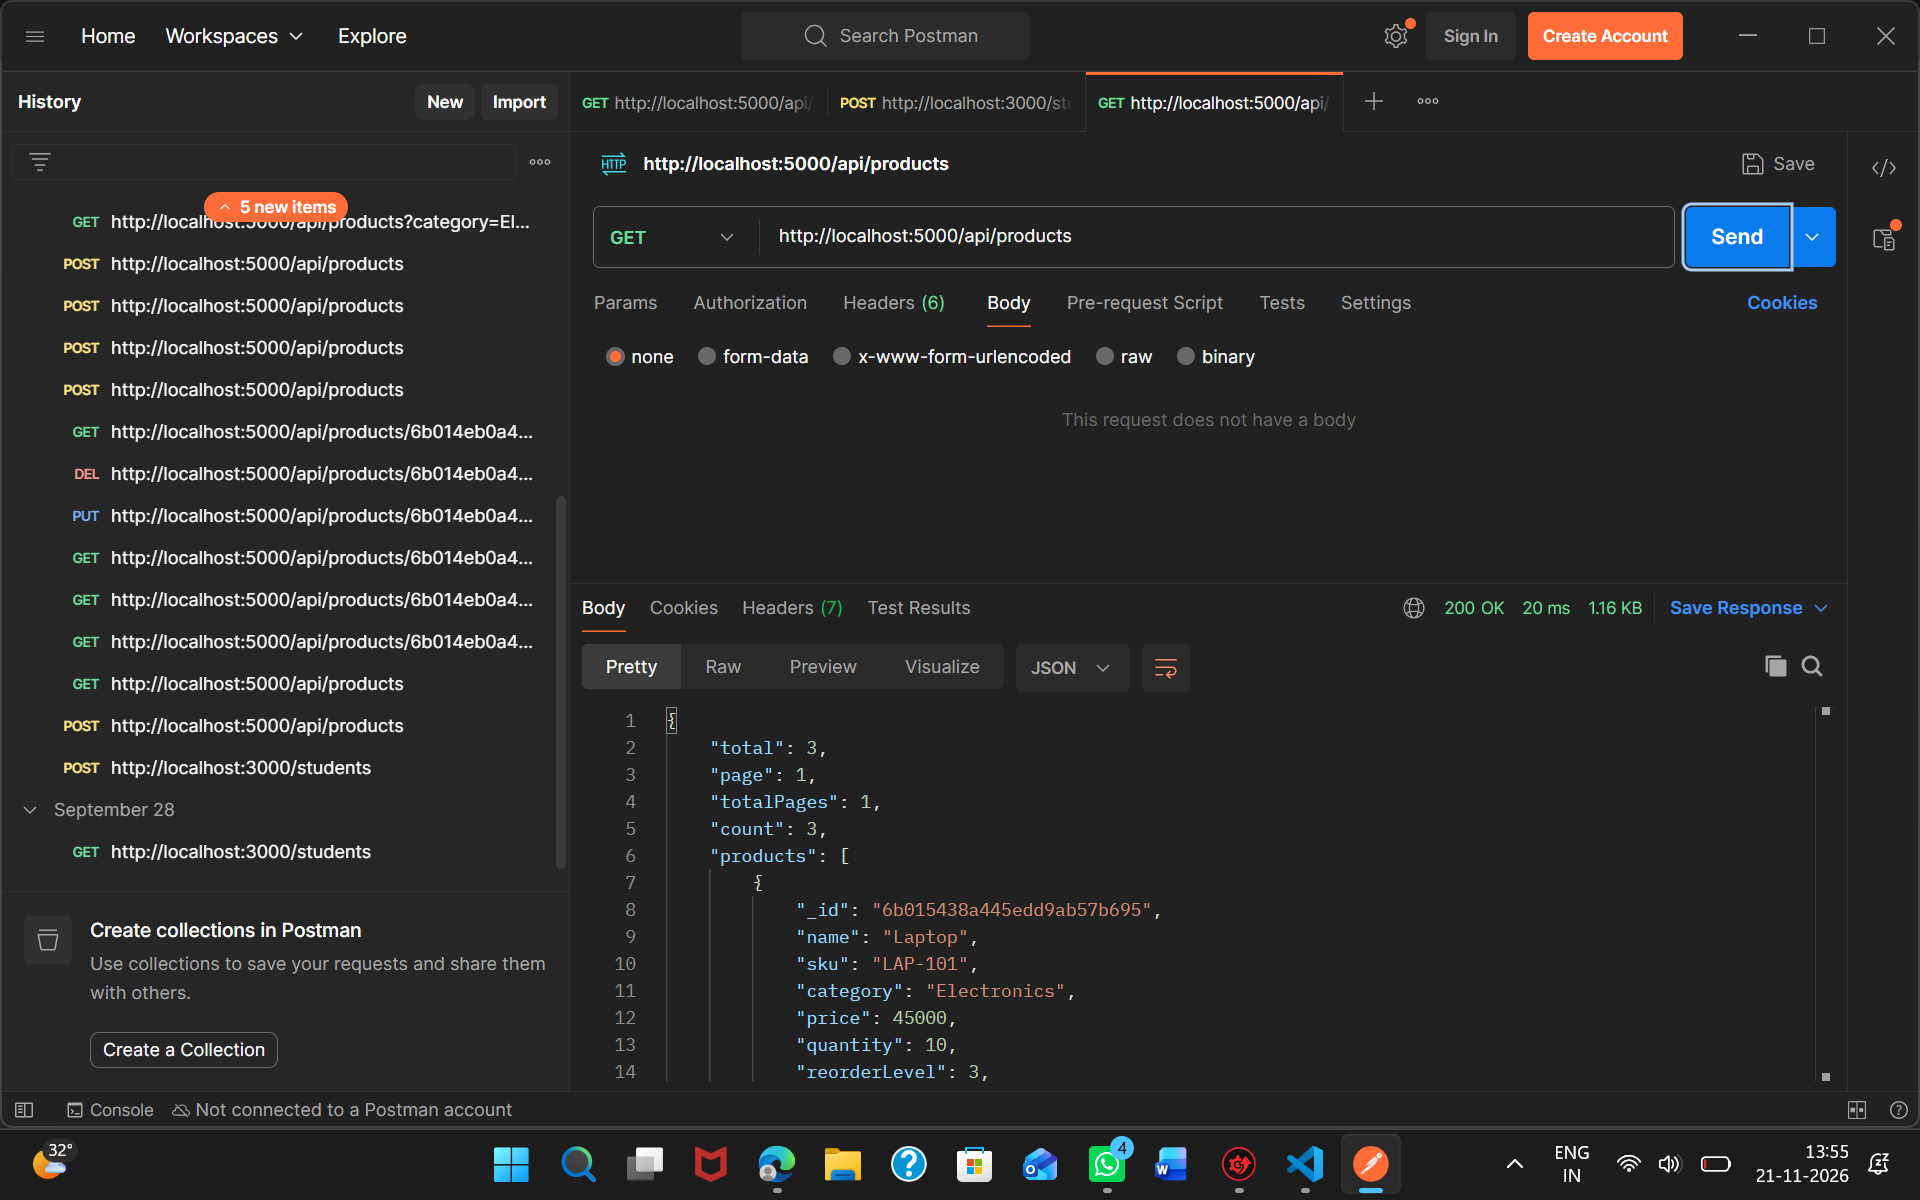 Home Workspaces Explore Search Postman Sign In Create Account
History New Import
GET http://localhost:5000/api/ POST http://localhost:3000/stu GET http://localhost:5000/api/
5 new items
GET http://localhost:5000/api/products?category=El...
POST http://localhost:5000/api/products
POST http://localhost:5000/api/products
POST http://localhost:5000/api/products
POST http://localhost:5000/api/products
GET http://localhost:5000/api/products/6b014eb0a4...
DEL http://localhost:5000/api/products/6b014eb0a4...
PUT http://localhost:5000/api/products/6b014eb0a4...
GET http://localhost:5000/api/products/6b014eb0a4...
GET http://localhost:5000/api/products/6b014eb0a4...
GET http://localhost:5000/api/products/6b014eb0a4...
GET http://localhost:5000/api/products
POST http://localhost:5000/api/products
POST http://localhost:3000/students
September 28
GET http://localhost:3000/students
Create collections in Postman
Use collections to save your requests and share them
with others.
Create a Collection
HTTP http://localhost:5000/api/products Save
GET http://localhost:5000/api/products Send
Params Authorization Headers (6) Body Pre-request Script Tests Settings Cookies
none form-data x-www-form-urlencoded raw binary
This request does not have a body
Body Cookies Headers (7) Test Results 200 OK 20 ms 1.16 KB Save Response
Pretty Raw Preview Visualize JSON
1 {
2 "total": 3,
3 "page": 1,
4 "totalPages": 1,
5 "count": 3,
6 "products": [
7 {
8 "_id": "6b015438a445edd9ab57b695",
9 "name": "Laptop",
10 "sku": "LAP-101",
11 "category": "Electronics",
12 "price": 45000,
13 "quantity": 10,
14 "reorderLevel": 3,
Console Not connected to a Postman account
32° 4 ENG 13:55
IN 21-11-2026